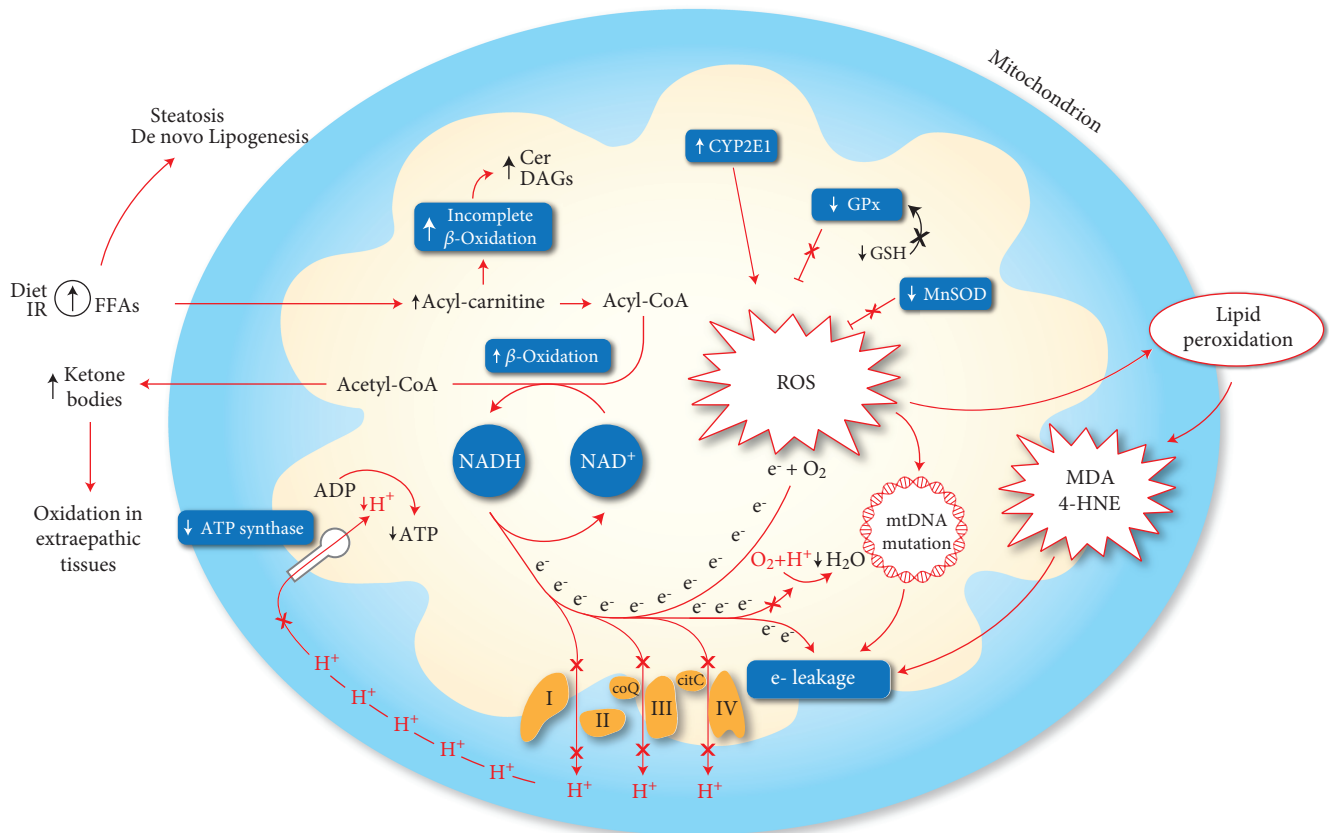 Mitochondrion
Steatosis
De novo Lipogenesis
↑ CYP2E1
↑ Cer
DAGs
↓ GPx
↓ GSH
↑ Incomplete
β-Oxidation
↓ MnSOD
Diet
IR
↑
FFAs
↑ Acyl-carnitine
Acyl-CoA
Lipid
peroxidation
↑ β-Oxidation
ROS
↑ Ketone
bodies
Acetyl-CoA
NADH
NAD⁺
e⁻ + O₂
MDA
4-HNE
ADP
↓H⁺
↓ATP
↓ ATP synthase
Oxidation in
extraepathic
tissues
mtDNA
mutation
e⁻
e⁻
e⁻
e⁻
O₂+H⁺ ↓H₂O
e⁻
e⁻
e⁻
e⁻
e⁻
e⁻
e⁻
e⁻
e⁻
e⁻
e⁻
e- leakage
H⁺
H⁺
H⁺
H⁺
H⁺
I
II
coQ
III
citC
IV
H⁺
H⁺
H⁺